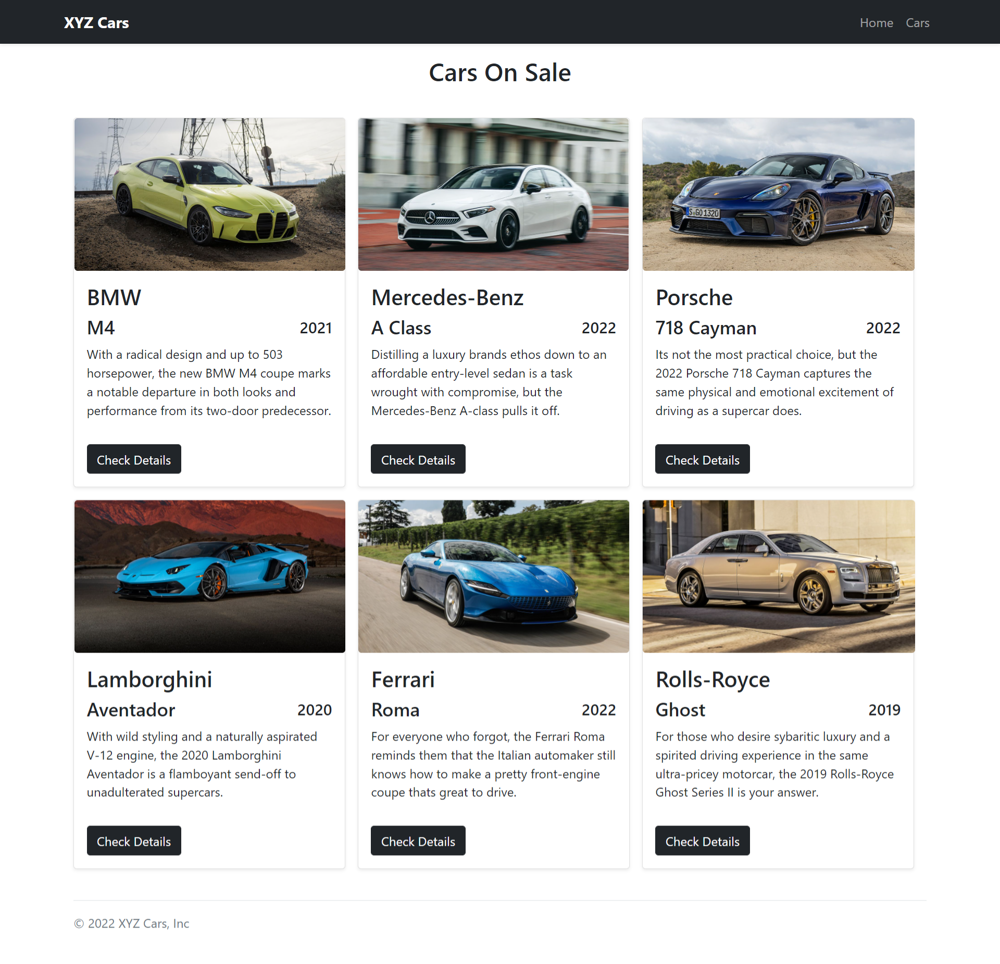 XYZ Cars
Home Cars
Cars On Sale
S GO 1320
BMW
M4 2021
With a radical design and up to 503
horsepower, the new BMW M4 coupe marks
a notable departure in both looks and
performance from its two-door predecessor.
Check Details
Mercedes-Benz
A Class 2022
Distilling a luxury brands ethos down to an
affordable entry-level sedan is a task
wrought with compromise, but the
Mercedes-Benz A-class pulls it off.
Check Details
Porsche
718 Cayman 2022
Its not the most practical choice, but the
2022 Porsche 718 Cayman captures the
same physical and emotional excitement of
driving as a supercar does.
Check Details
Lamborghini
Aventador 2020
With wild styling and a naturally aspirated
V-12 engine, the 2020 Lamborghini
Aventador is a flamboyant send-off to
unadulterated supercars.
Check Details
Ferrari
Roma 2022
For everyone who forgot, the Ferrari Roma
reminds them that the Italian automaker still
knows how to make a pretty front-engine
coupe thats great to drive.
Check Details
Rolls-Royce
Ghost 2019
For those who desire sybaritic luxury and a
spirited driving experience in the same
ultra-pricey motorcar, the 2019 Rolls-Royce
Ghost Series II is your answer.
Check Details
© 2022 XYZ Cars, Inc